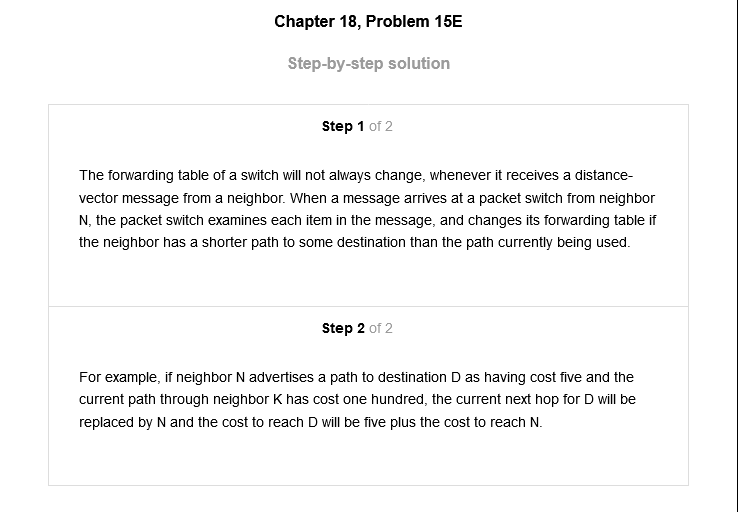 Chapter 18, Problem 15E
Step-by-step solution
Step 1 of 2
The forwarding table of a switch will not always change, whenever it receives a distance-
vector message from a neighbor. When a message arrives at a packet switch from neighbor
N, the packet switch examines each item in the message, and changes its forwarding table if
the neighbor has a shorter path to some destination than the path currently being used.
Step 2 of 2
For example, if neighbor N advertises a path to destination D as having cost five and the
current path through neighbor K has cost one hundred, the current next hop for D will be
replaced by N and the cost to reach D will be five plus the cost to reach N.